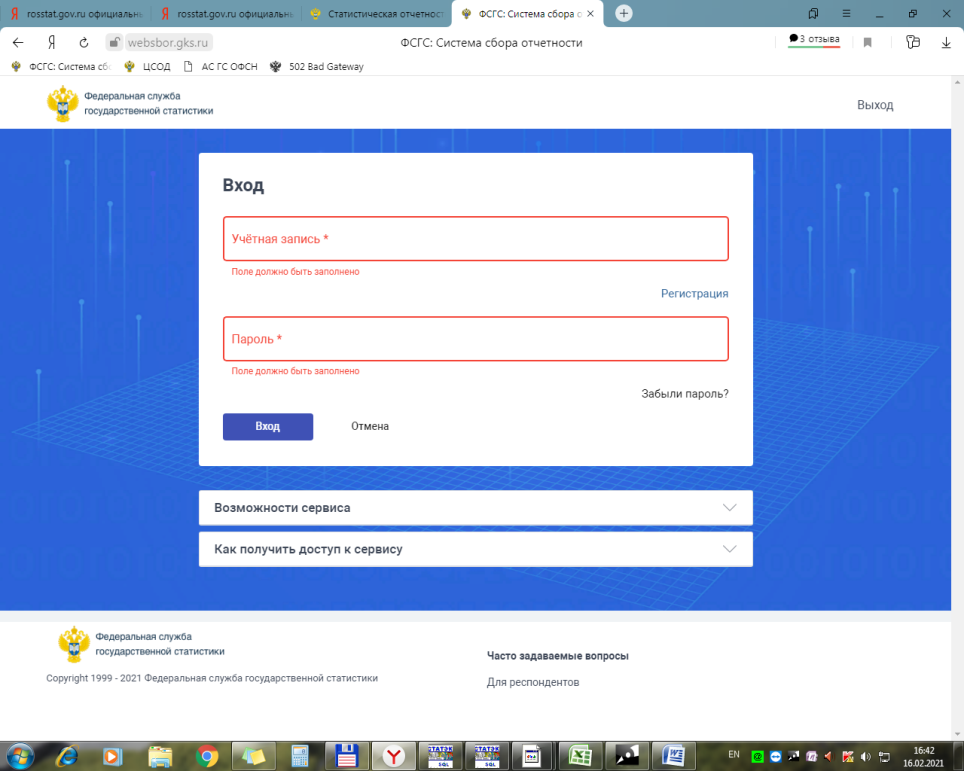 rosstat.gov.ru официальны
rosstat.gov.ru официальны
Статистическая отчетност
ФСГС: Система сбора о
websbor.gks.ru
ФСГС: Система сбора отчетности
3 отзыва
ФСГС: Система сбо
ЦСОД
АС ГС ОФСН
502 Bad Gateway
Федеральная служба
государственной статистики
Выход
Вход
Учётная запись *
Поле должно быть заполнено
Регистрация
Пароль *
Поле должно быть заполнено
Забыли пароль?
Вход
Отмена
Возможности сервиса
Как получить доступ к сервису
Федеральная служба
государственной статистики
Copyright 1999 - 2021 Федеральная служба государственной статистики
Часто задаваемые вопросы
Для респондентов
EN
16:42
16.02.2021